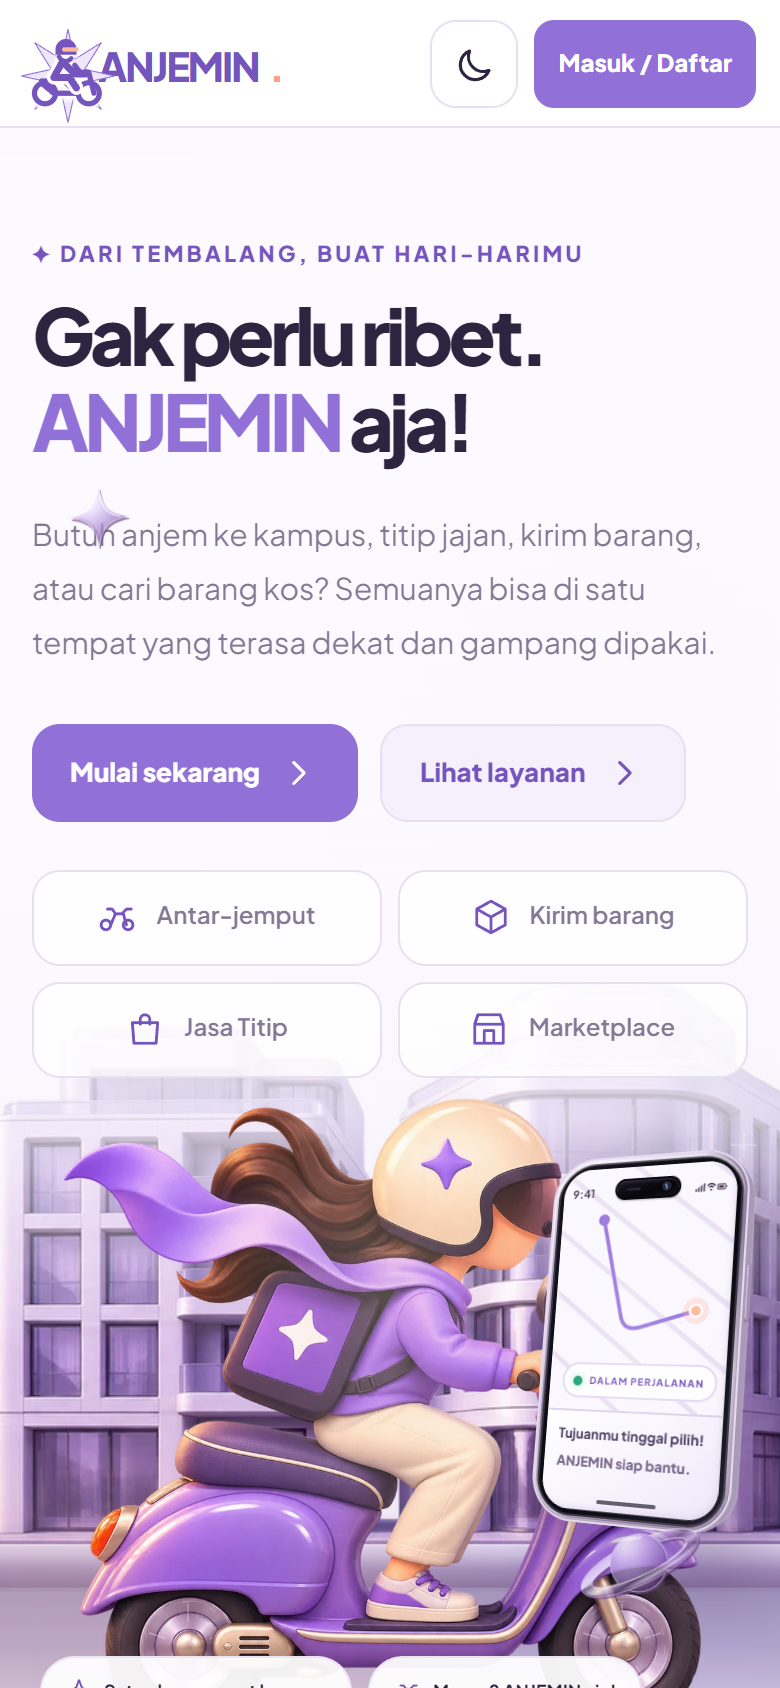 ANJEMIN .
Masuk / Daftar
✦ DARI TEMBALANG, BUAT HARI-HARIMU
Gak perlu ribet.
ANJEMIN aja!
Butuh anjem ke kampus, titip jajan, kirim barang,
atau cari barang kos? Semuanya bisa di satu
tempat yang terasa dekat dan gampang dipakai.
Mulai sekarang
Lihat layanan
Antar-jemput
Kirim barang
Jasa Titip
Marketplace
9:41
DALAM PERJALANAN
Tujuanmu tinggal pilih!
ANJEMIN siap bantu.